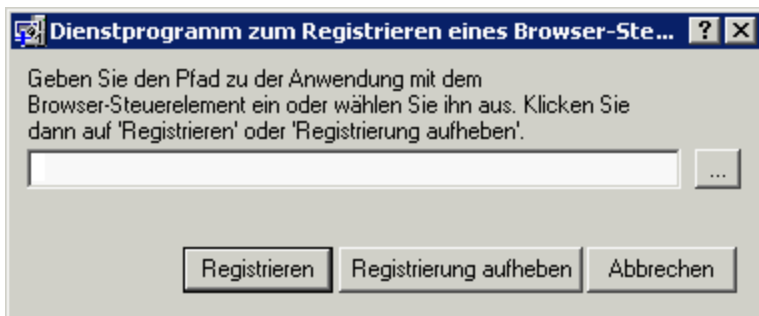 Dienstprogramm zum Registrieren eines Browser-Ste...
Geben Sie den Pfad zu der Anwendung mit dem
Browser-Steuerelement ein oder wählen Sie ihn aus. Klicken Sie
dann auf 'Registrieren' oder 'Registrierung aufheben'.
...
Registrieren Registrierung aufheben Abbrechen